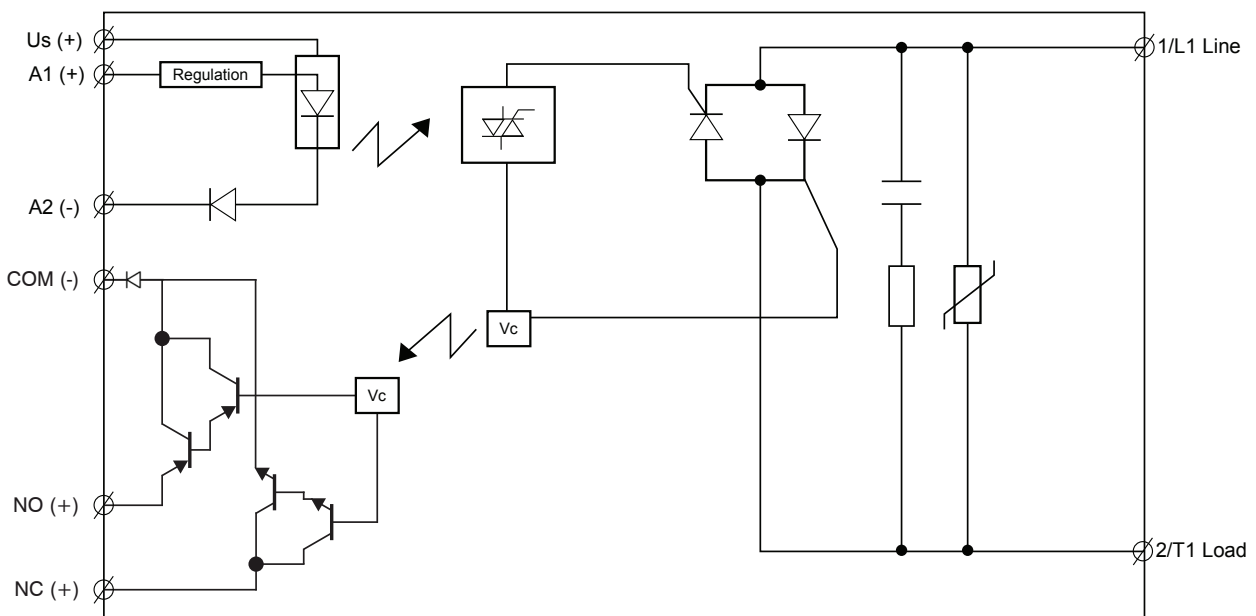 Us (+)
1/L1 Line
A1 (+)
Regulation
A2 (-)
COM (-)
Vc
Vc
NO (+)
2/T1 Load
NC (+)